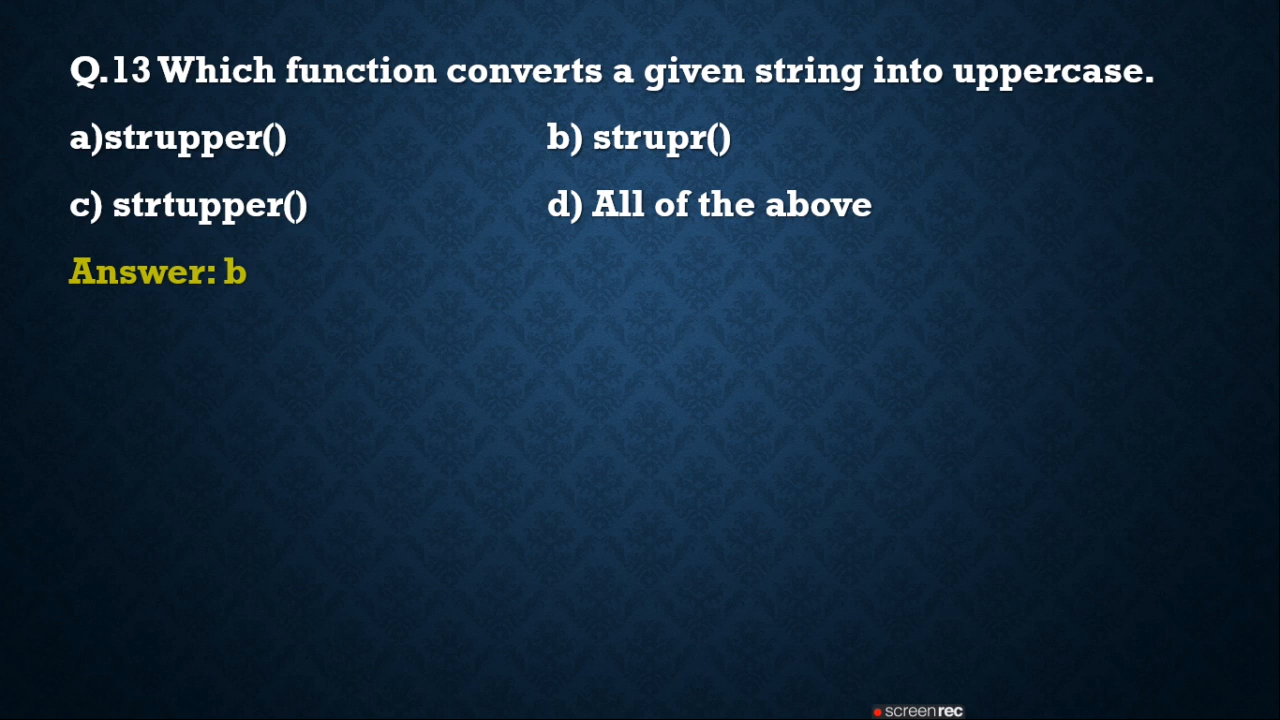 Q.13 Which function converts a given string into uppercase.
a)strupper() b) strupr()
c) strtupper() d) All of the above
Answer: b
screenrec